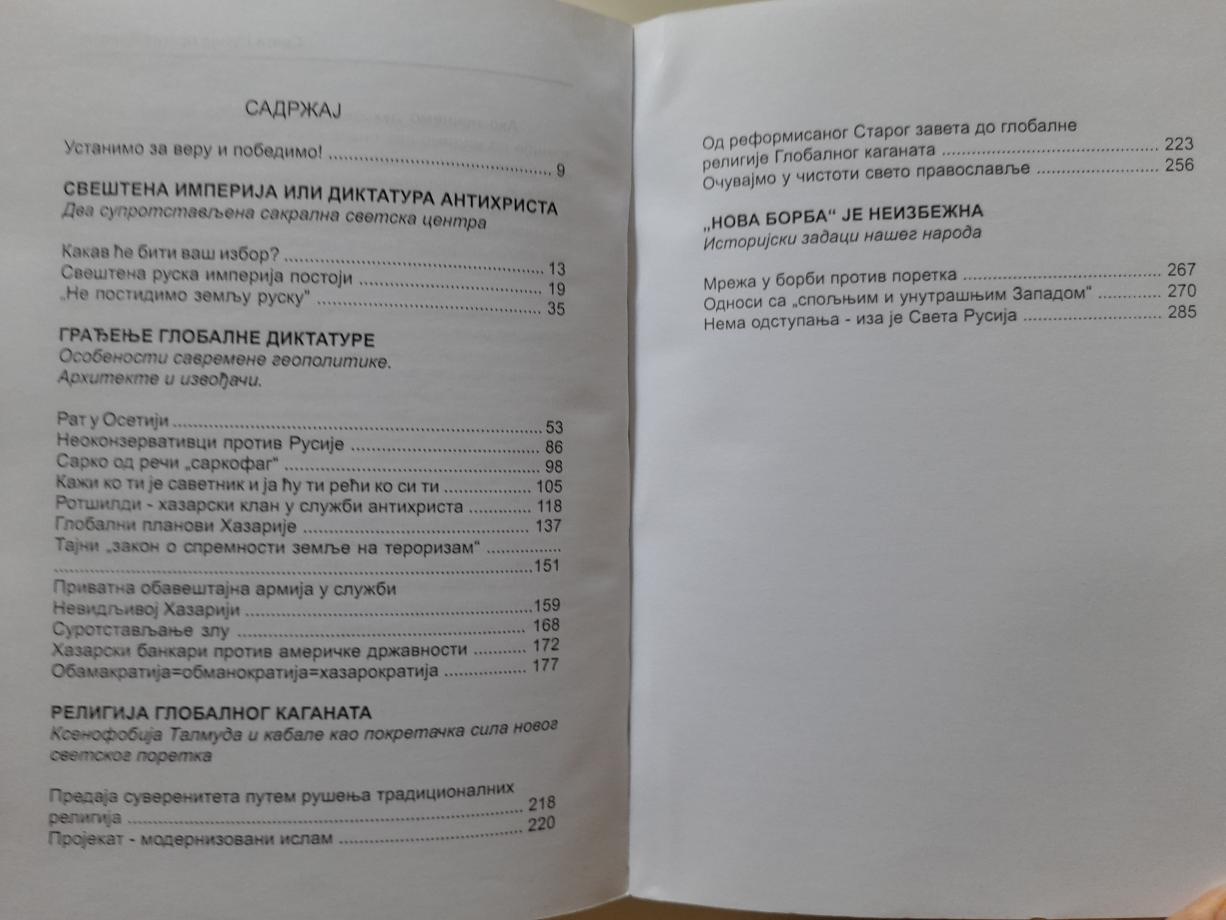 САДРЖАЈ
Устанимо за веру и победимо! ........................................ 9
СВЕШТЕНА ИМПЕРИЈА ИЛИ ДИКТАТУРА АНТИХРИСТА
Два супротстављена сакрална светска центра
Какав ће бити ваш избор? ............................................... 13
Свештена руска империја постоји ................................. 19
„Не постидимо земљу руску“ ........................................ 35
ГРАЂЕЊЕ ГЛОБАЛНЕ ДИКТАТУРЕ
Особености савремене геополитике.
Архитекте и извођачи.
Рат у Осетији .................................................................. 53
Неоконзервативци против Русије .................................. 86
Сарко од речи „саркофаг“ ............................................. 98
Кажи ко ти је саветник и ја ћу ти рећи ко си ти ................. 105
Ротшилди - хазарски клан у служби антихриста ............. 118
Глобални планови Хазарије ......................................... 137
Тајни „закон о спремности земље на тероризам“ ...............
..................................................................................151
Приватна обавештајна армија у служби
Невидљивој Хазарији ...................................................159
Суротстављање злу .................................................... 168
Хазарски банкари против америчке државности .......... 172
Обамакратија=обманократија=хазарократија ................ 177
РЕЛИГИЈА ГЛОБАЛНОГ КАГАНАТА
Ксенофобија Талмуда и кабале као покретачка сила новог
светског поретка
Предаја суверенитета путем рушења традиционалних
религија ...................................................................... 218
Пројекат - модернизовани ислам ................................. 220
Од реформисаног Старог завета до глобалне
религије Глобалног каганата ........................................ 223
Очувајмо у чистоти свето православље ...................... 256
„НОВА БОРБА“ ЈЕ НЕИЗБЕЖНА
Историјски задаци нашег народа
Мрежа у борби против поретка .................................... 267
Односи са „спољњим и унутрашњим Западом“ ................ 270
Нема одступања - иза је Света Русија ......................... 285